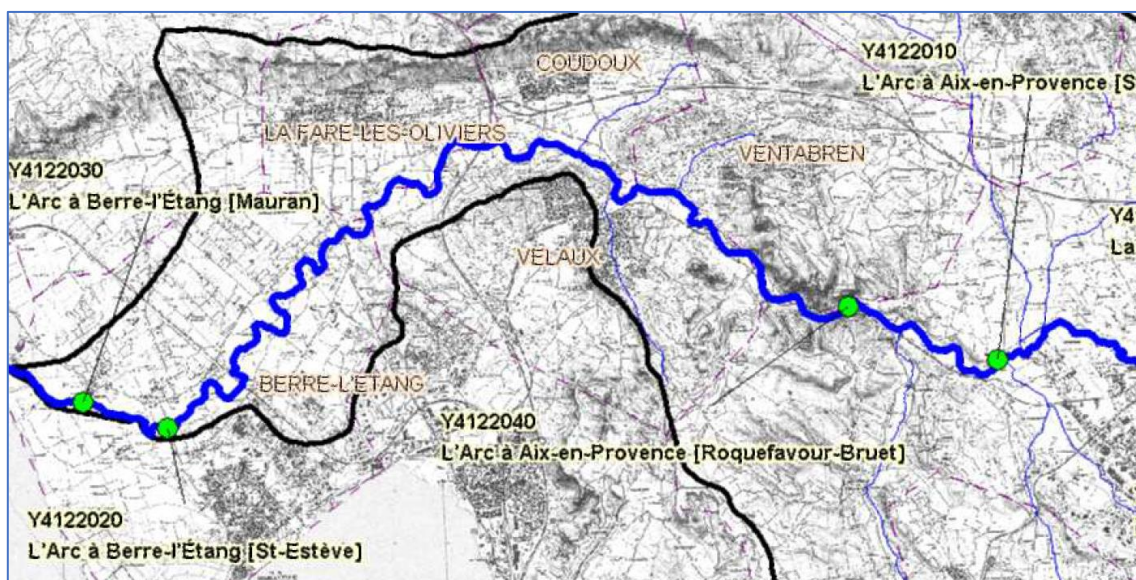 Y4122010
L'Arc à Aix-en-Provence [S
COUDOUX
LA FARE-LES-OLIVIERS
VENTABREN
Y4122030
L'Arc à Berre-l'Étang [Mauran]
Y4
La
VELAUX
BERRE-L'ETANG
Y4122040
L'Arc à Aix-en-Provence [Roquefavour-Bruet]
Y4122020
L'Arc à Berre-l'Étang [St-Estève]